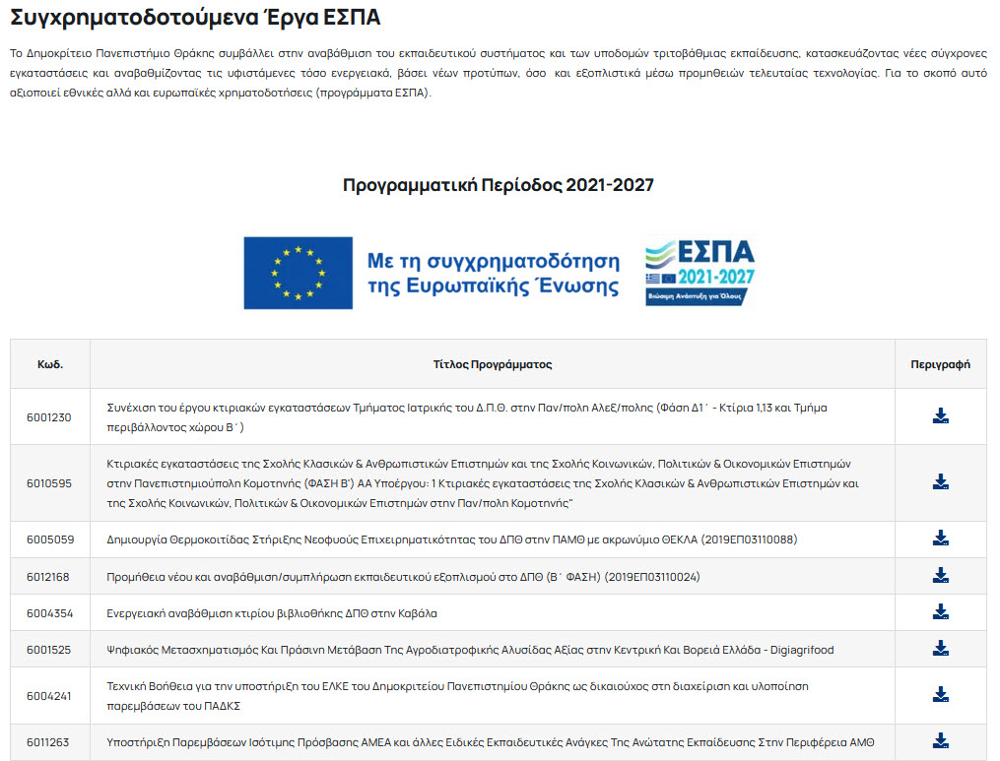 Συγχρηματοδοτούμενα Έργα ΕΣΠΑ
Το Δημοκρίτειο Πανεπιστήμιο Θράκης συμβάλλει στην αναβάθμιση του εκπαιδευτικού συστήματος και των υποδομών τριτοβάθμιας εκπαίδευσης, κατασκευάζοντας νέες σύγχρονες
εγκαταστάσεις και αναβαθμίζοντας τις υφιστάμενες τόσο ενεργειακά, βάσει νέων προτύπων, όσο και εξοπλιστικά μέσω προμηθειών τελευταίας τεχνολογίας. Για το σκοπό αυτό
αξιοποιεί εθνικές αλλά και ευρωπαϊκές χρηματοδοτήσεις (προγράμματα ΕΣΠΑ).
Προγραμματική Περίοδος 2021-2027
Με τη συγχρηματοδότηση
της Ευρωπαϊκής Ένωσης
ΕΣΠΑ
2021-2027
Βιώσιμη Ανάπτυξη για Όλους
Κωδ. Τίτλος Προγράμματος Περιγραφή
6001230 Συνέχιση του έργου κτιριακών εγκαταστάσεων Τμήματος Ιατρικής του Δ.Π.Θ. στην Παν/πολη Αλεξ/πολης (Φάση Δ1΄ - Κτίρια 1,13 και Τμήμα
περιβάλλοντος χώρου Β΄)
6010595 Κτιριακές εγκαταστάσεις της Σχολής Κλασικών & Ανθρωπιστικών Επιστημών και της Σχολής Κοινωνικών, Πολιτικών & Οικονομικών Επιστημών
στην Πανεπιστημιούπολη Κομοτηνής (ΦΑΣΗ Β') ΑΑ Υποέργου: 1 Κτιριακές εγκαταστάσεις της Σχολής Κλασικών & Ανθρωπιστικών Επιστημών και
της Σχολής Κοινωνικών, Πολιτικών & Οικονομικών Επιστημών στην Παν/πολη Κομοτηνής"
6005059 Δημιουργία Θερμοκοιτίδας Στήριξης Νεοφυούς Επιχειρηματικότητας του ΔΠΘ στην ΠΑΜΘ με ακρωνύμιο ΘΕΚΛΑ (2019ΕΠ03110088)
6012168 Προμήθεια νέου και αναβάθμιση/συμπλήρωση εκπαιδευτικού εξοπλισμού στο ΔΠΘ (Β΄ ΦΑΣΗ) (2019ΕΠ03110024)
6004354 Ενεργειακή αναβάθμιση κτιρίου βιβλιοθήκης ΔΠΘ στην Καβάλα
6001525 Ψηφιακός Μετασχηματισμός Και Πράσινη Μετάβαση Της Αγροδιατροφικής Αλυσίδας Αξίας στην Κεντρική Και Βορειά Ελλάδα - Digiagrifood
6004241 Τεχνική Βοήθεια για την υποστήριξη του ΕΛΚΕ του Δημοκριτείου Πανεπιστημίου Θράκης ως δικαιούχος στη διαχείριση και υλοποίηση
παρεμβάσεων του ΠΑΔΚΣ
6011263 Υποστήριξη Παρεμβάσεων Ισότιμης Πρόσβασης ΑΜΕΑ και άλλες Ειδικές Εκπαιδευτικές Ανάγκες Της Ανώτατης Εκπαίδευσης Στην Περιφέρεια ΑΜΘ